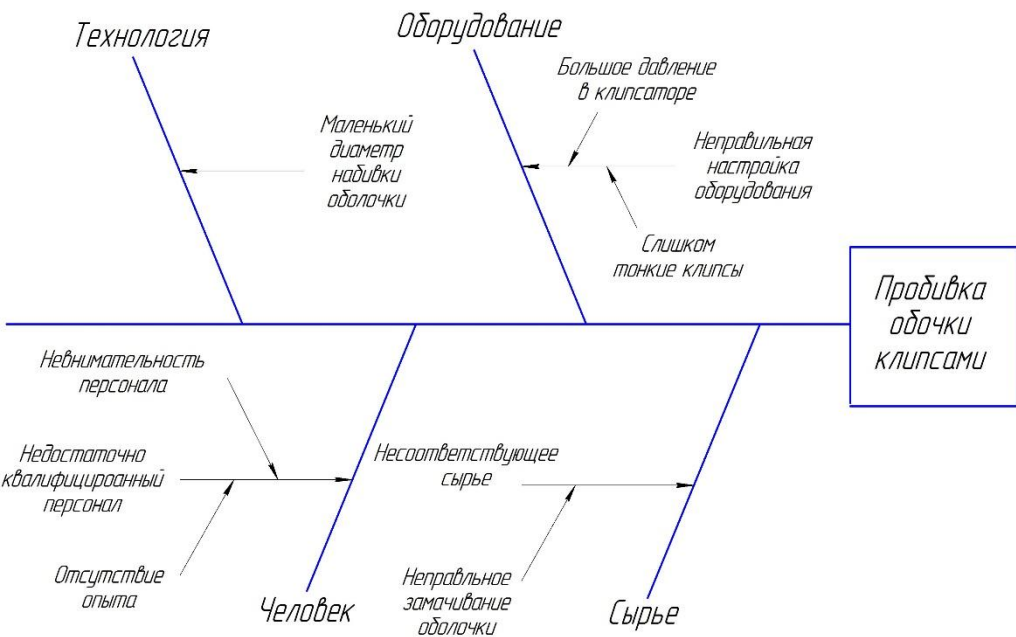 Технология
Оборудование
Большое давление
в клипсаторе
Маленький
диаметр
набивки
оболочки
Неправильная
настройка
оборудования
Слишком
тонкие клипсы
Пробивка
обочки
клипсами
Невнимательность
персонала
Недостаточно
квалифицироанный
персонал
Несоответствующее
сырье
Отсутствие
опыта
Человек
Неправльное
замачивание
оболочки
Сырье